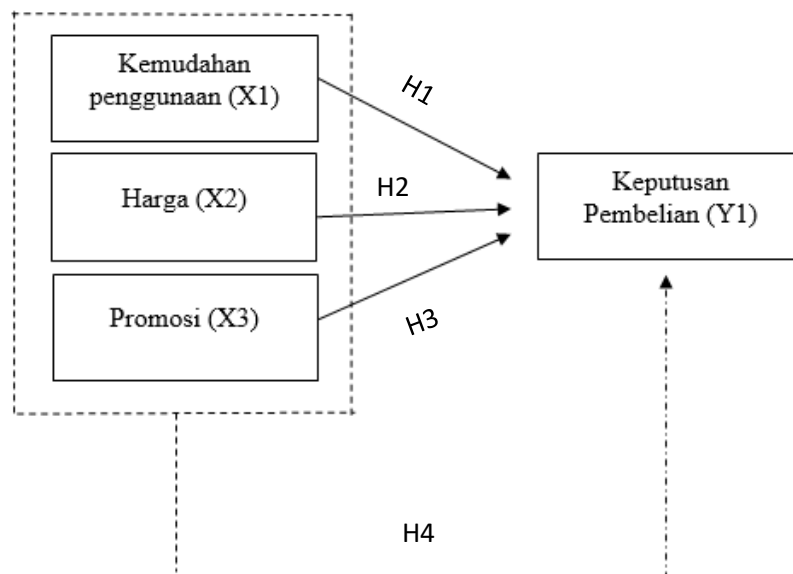 Kemudahan
penggunaan (X1)
H1
Harga (X2)
H2
Keputusan
Pembelian (Y1)
Promosi (X3)
H3
H4